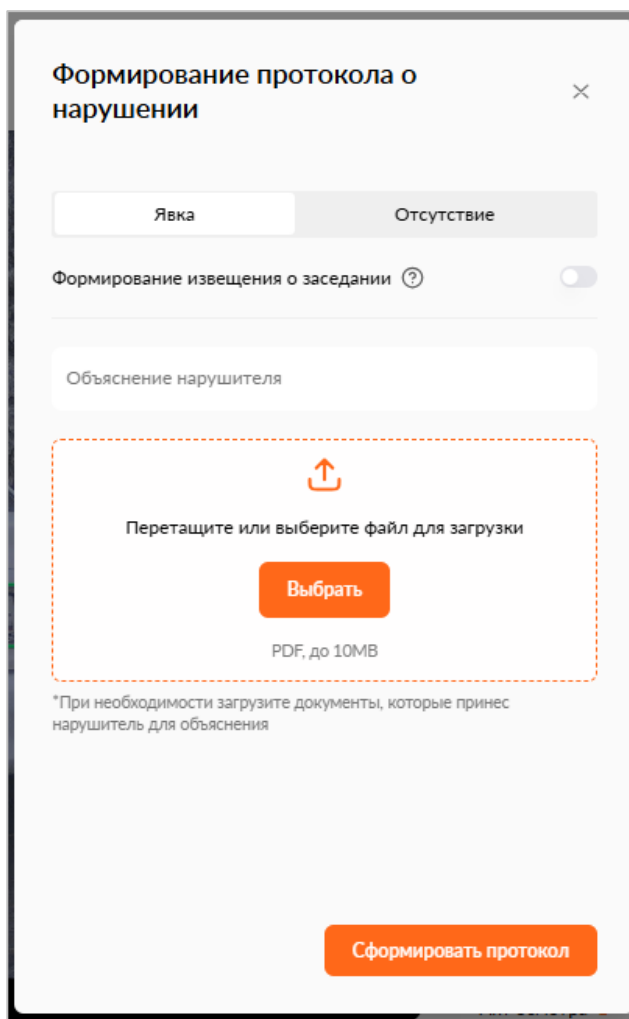 Формирование протокола о
нарушении
Явка
Отсутствие
Формирование извещения о заседании
Объяснение нарушителя
Перетащите или выберите файл для загрузки
Выбрать
PDF, до 10MB
*При необходимости загрузите документы, которые принес
нарушитель для объяснения
Сформировать протокол